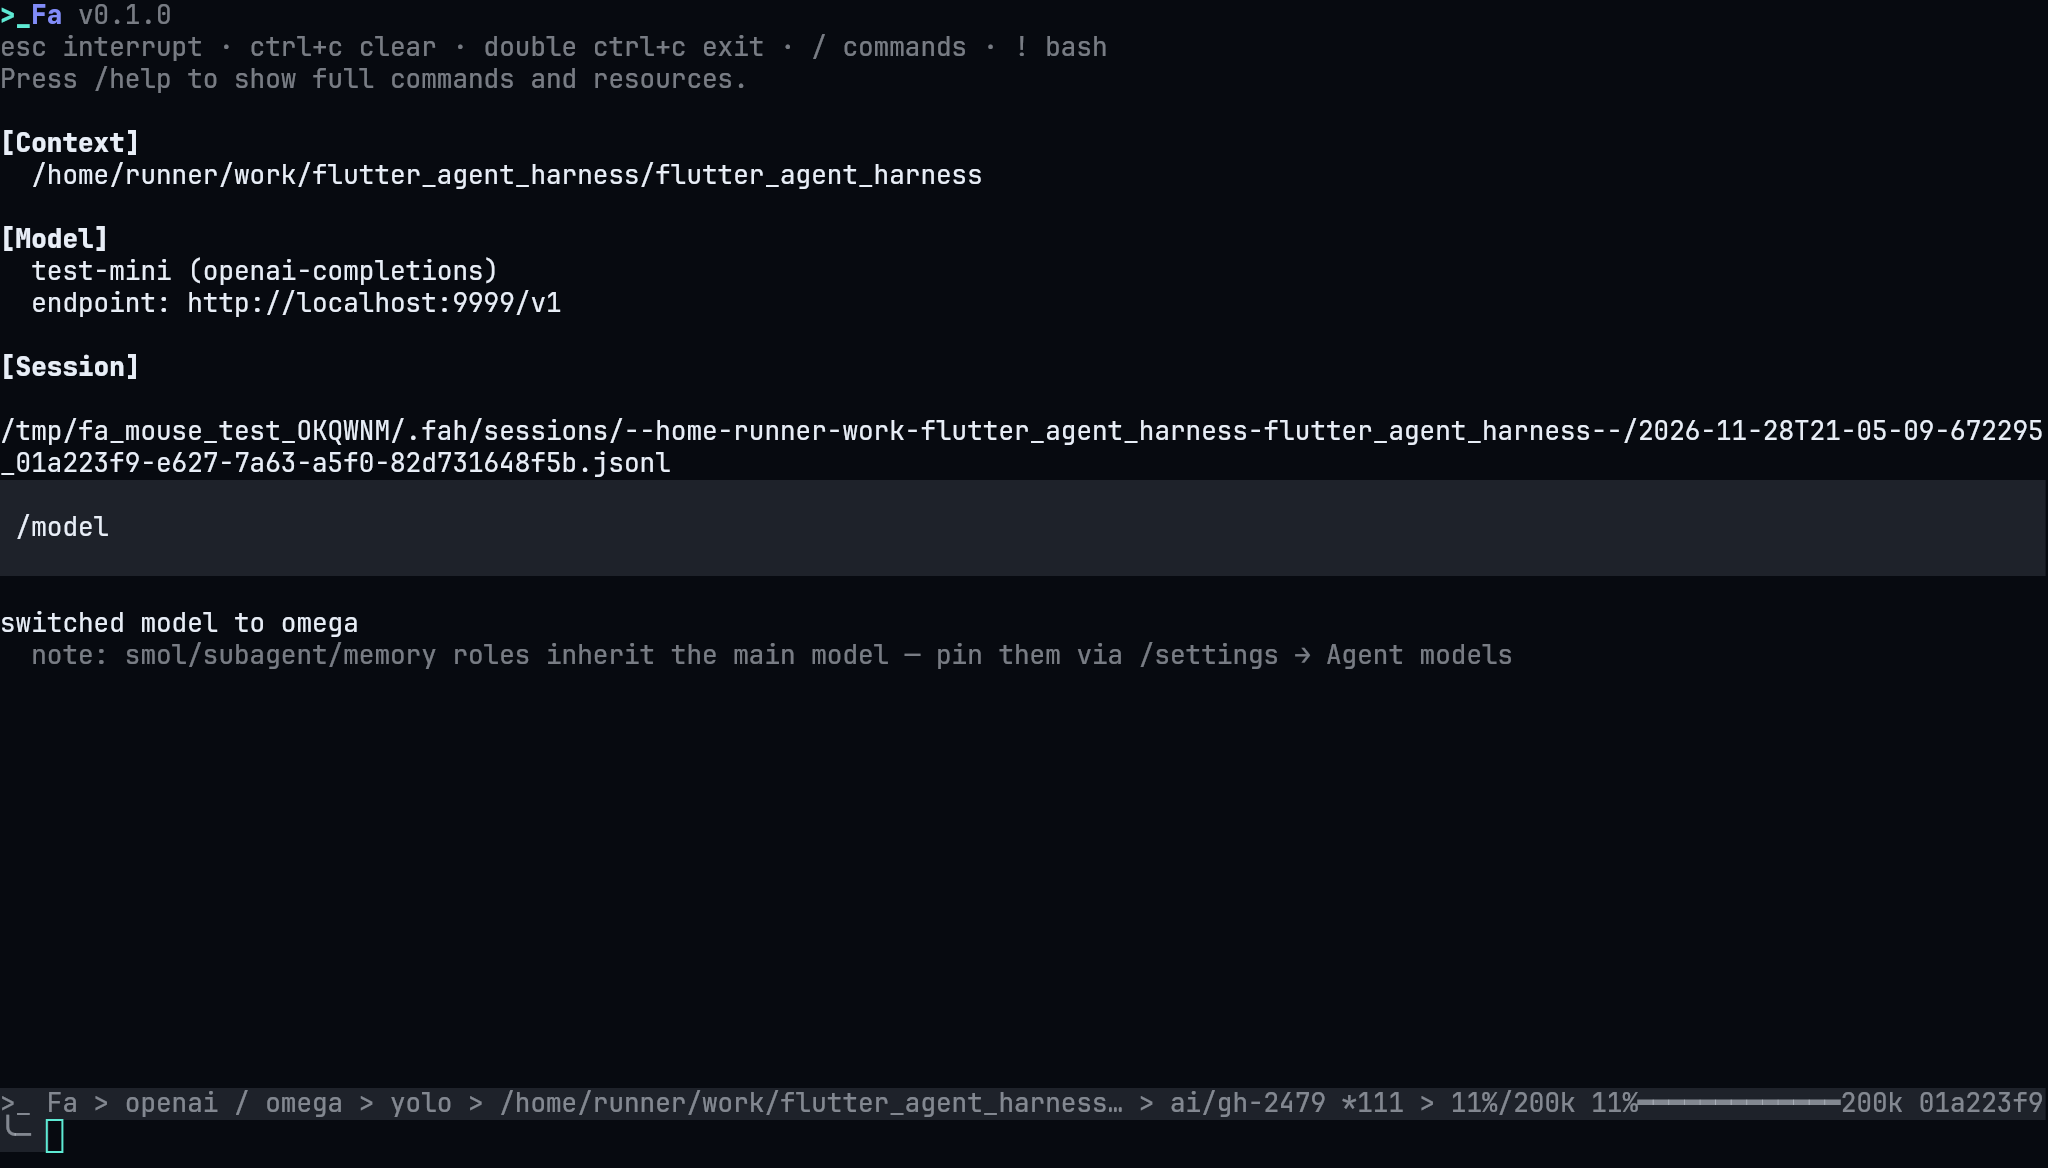 >_Fa v0.1.0
esc interrupt · ctrl+c clear · double ctrl+c exit · / commands · ! bash
Press /help to show full commands and resources.
[Context]
/home/runner/work/flutter_agent_harness/flutter_agent_harness
[Model]
test-mini (openai-completions)
endpoint: http://localhost:9999/v1
[Session]
/tmp/fa_mouse_test_OKQWNM/.fah/sessions/--home-runner-work-flutter_agent_harness-flutter_agent_harness--/2026-11-28T21-05-09-672295
_01a223f9-e627-7a63-a5f0-82d731648f5b.jsonl
/model
switched model to omega
note: smol/subagent/memory roles inherit the main model — pin them via /settings → Agent models
>_ Fa > openai / omega > yolo > /home/runner/work/flutter_agent_harness… > ai/gh-2479 *111 > 11%/200k 11%━━━━━━━━━━━━━200k 01a223f9